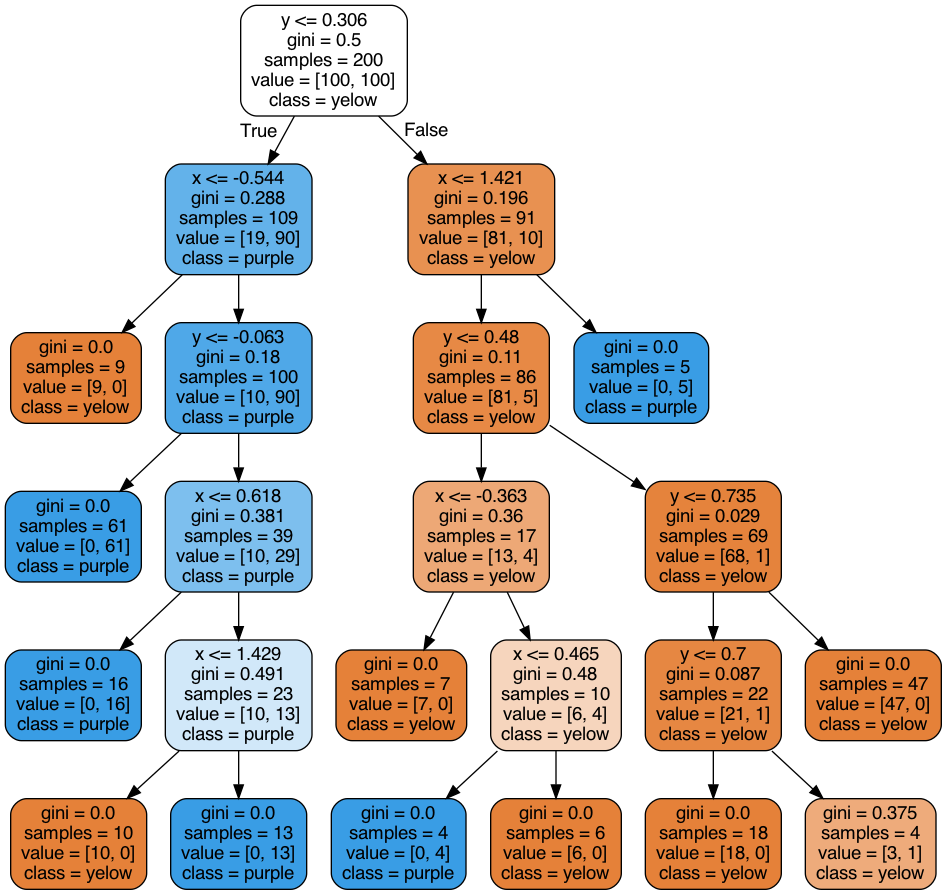 y <= 0.306
gini = 0.5
samples = 200
value = [100, 100]
class = yelow
True
False
x <= -0.544
gini = 0.288
samples = 109
value = [19, 90]
class = purple
x <= 1.421
gini = 0.196
samples = 91
value = [81, 10]
class = yelow
gini = 0.0
samples = 9
value = [9, 0]
class = yelow
y <= -0.063
gini = 0.18
samples = 100
value = [10, 90]
class = purple
y <= 0.48
gini = 0.11
samples = 86
value = [81, 5]
class = yelow
gini = 0.0
samples = 5
value = [0, 5]
class = purple
gini = 0.0
samples = 61
value = [0, 61]
class = purple
x <= 0.618
gini = 0.381
samples = 39
value = [10, 29]
class = purple
x <= -0.363
gini = 0.36
samples = 17
value = [13, 4]
class = yelow
y <= 0.735
gini = 0.029
samples = 69
value = [68, 1]
class = yelow
gini = 0.0
samples = 16
value = [0, 16]
class = purple
x <= 1.429
gini = 0.491
samples = 23
value = [10, 13]
class = purple
gini = 0.0
samples = 7
value = [7, 0]
class = yelow
x <= 0.465
gini = 0.48
samples = 10
value = [6, 4]
class = yelow
y <= 0.7
gini = 0.087
samples = 22
value = [21, 1]
class = yelow
gini = 0.0
samples = 47
value = [47, 0]
class = yelow
gini = 0.0
samples = 10
value = [10, 0]
class = yelow
gini = 0.0
samples = 13
value = [0, 13]
class = purple
gini = 0.0
samples = 4
value = [0, 4]
class = purple
gini = 0.0
samples = 6
value = [6, 0]
class = yelow
gini = 0.0
samples = 18
value = [18, 0]
class = yelow
gini = 0.375
samples = 4
value = [3, 1]
class = yelow